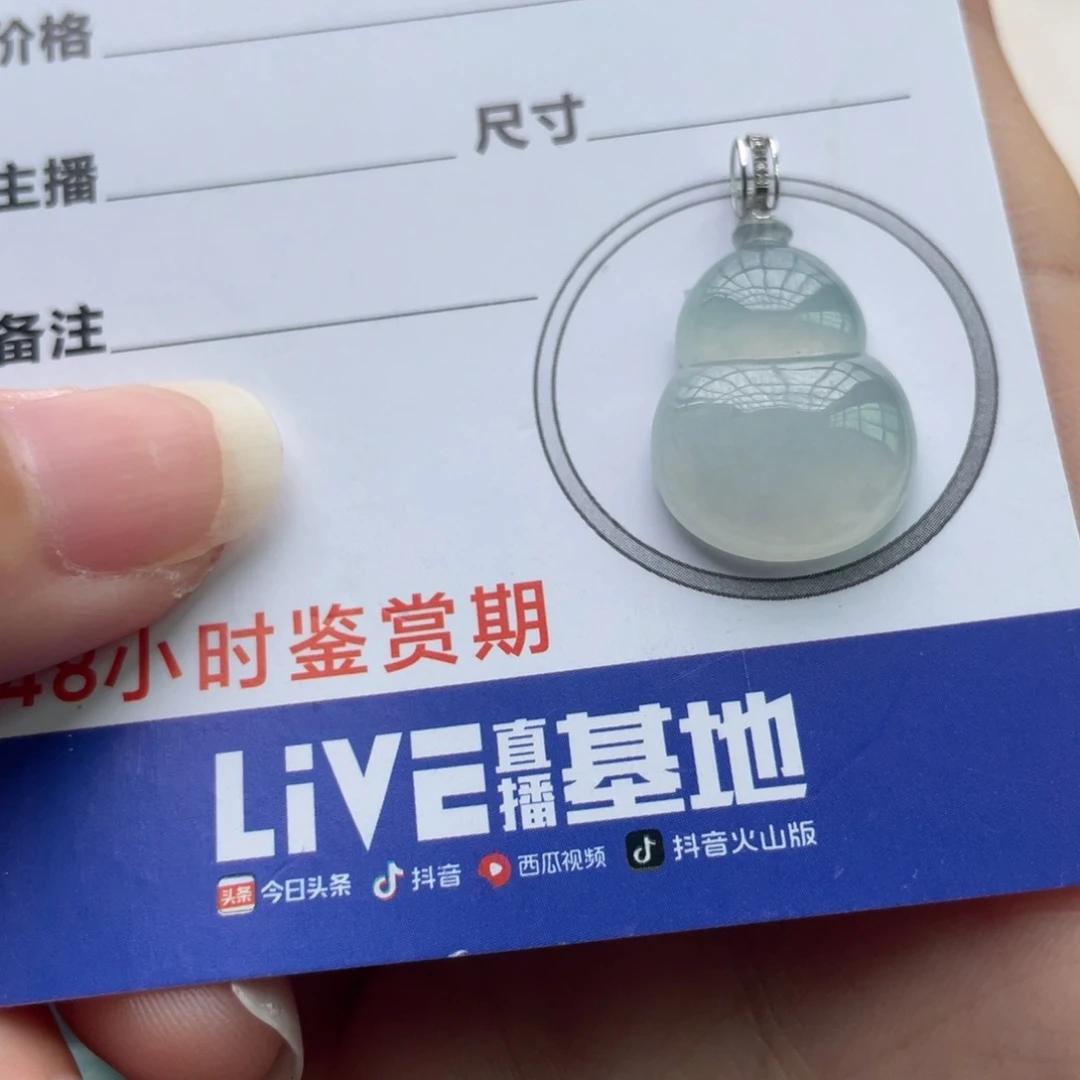 价格
尺寸
主播
备注
48小时鉴赏期
LiVE直播基地
头条 今日头条 抖音 西瓜视频 抖音火山版